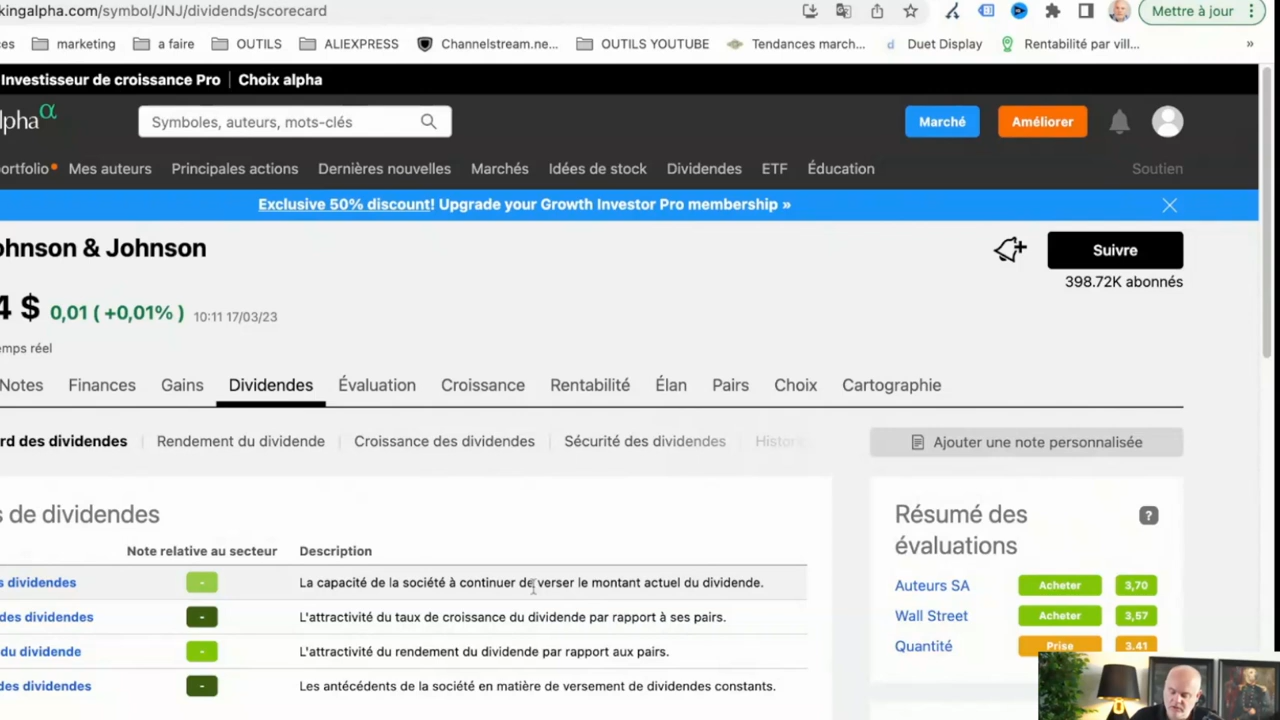 kingalpha.com/symbol/JNJ/dividends/scorecard
Mettre à jour
ces marketing a faire OUTILS ALIEXPRESS Channelstream.ne... OUTILS YOUTUBE Tendances march... d Duet Display Rentabilité par vill... »
Investisseur de croissance Pro | Choix alpha
lpha α
Symboles, auteurs, mots-clés
Marché
Améliorer
ortfolio Mes auteurs Principales actions Dernières nouvelles Marchés Idées de stock Dividendes ETF Éducation Soutien
Exclusive 50% discount! Upgrade your Growth Investor Pro membership »
ohnson & Johnson
Suivre
398.72K abonnés
4 $ 0,01 ( +0,01% ) 10:11 17/03/23
emps réel
Notes Finances Gains Dividendes Évaluation Croissance Rentabilité Élan Pairs Choix Cartographie
rd des dividendes Rendement du dividende Croissance des dividendes Sécurité des dividendes Histor
Ajouter une note personnalisée
s de dividendes
Note relative au secteur Description
s dividendes - La capacité de la société à continuer de verser le montant actuel du dividende.
des dividendes - L'attractivité du taux de croissance du dividende par rapport à ses pairs.
du dividende - L'attractivité du rendement du dividende par rapport aux pairs.
des dividendes - Les antécédents de la société en matière de versement de dividendes constants.
Résumé des
évaluations
?
Auteurs SA Acheter 3,70
Wall Street Acheter 3,57
Quantité Prise 3.41